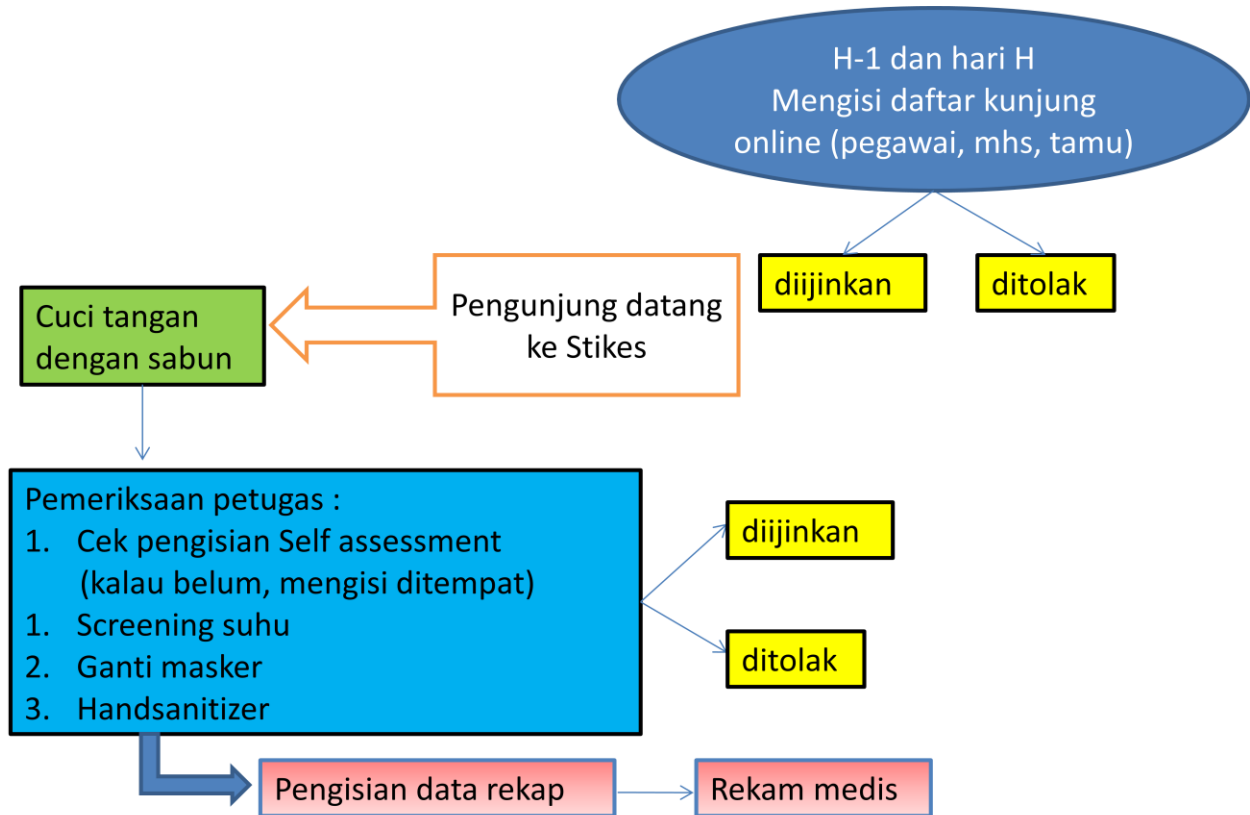 H-1 dan hari H
Mengisi daftar kunjung
online (pegawai, mhs, tamu)
diijinkan
ditolak
Pengunjung datang
ke Stikes
Cuci tangan
dengan sabun
Pemeriksaan petugas :
1. Cek pengisian Self assessment
(kalau belum, mengisi ditempat)
1. Screening suhu
2. Ganti masker
3. Handsanitizer
diijinkan
ditolak
Pengisian data rekap
Rekam medis